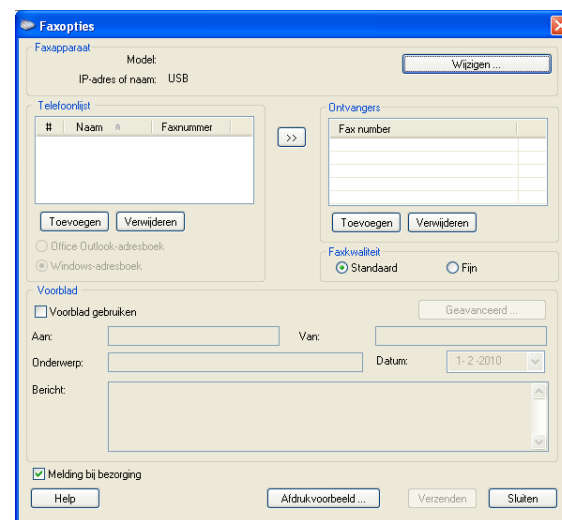 Faxopties
Faxapparaat
Model:
Wijzigen ...
IP-adres of naam: USB
Telefoonlijst
# Naam Faxnummer
>>
Ontvangers
Fax number
Toevoegen Verwijderen
Toevoegen Verwijderen
Office Outlook-adresboek
Windows-adresboek
Faxkwaliteit
Standaard Fijn
Voorblad
Voorblad gebruiken
Geavanceerd ...
Aan: Van:
Onderwerp: Datum: 1- 2 -2010
Bericht:
Melding bij bezorging
Help Afdrukvoorbeeld ... Verzenden Sluiten